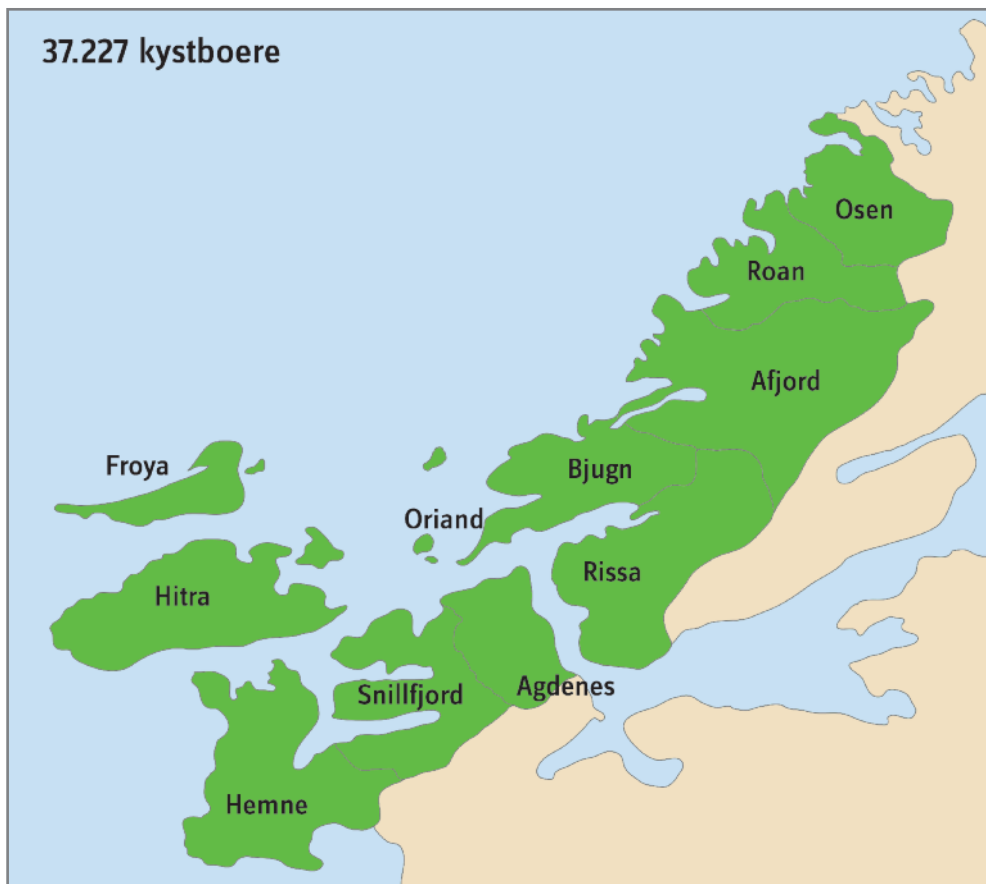 37.227 kystboere
Osen
Roan
Afjord
Froya
Bjugn
Oriand
Rissa
Hitra
Snillfjord
Agdenes
Hemne